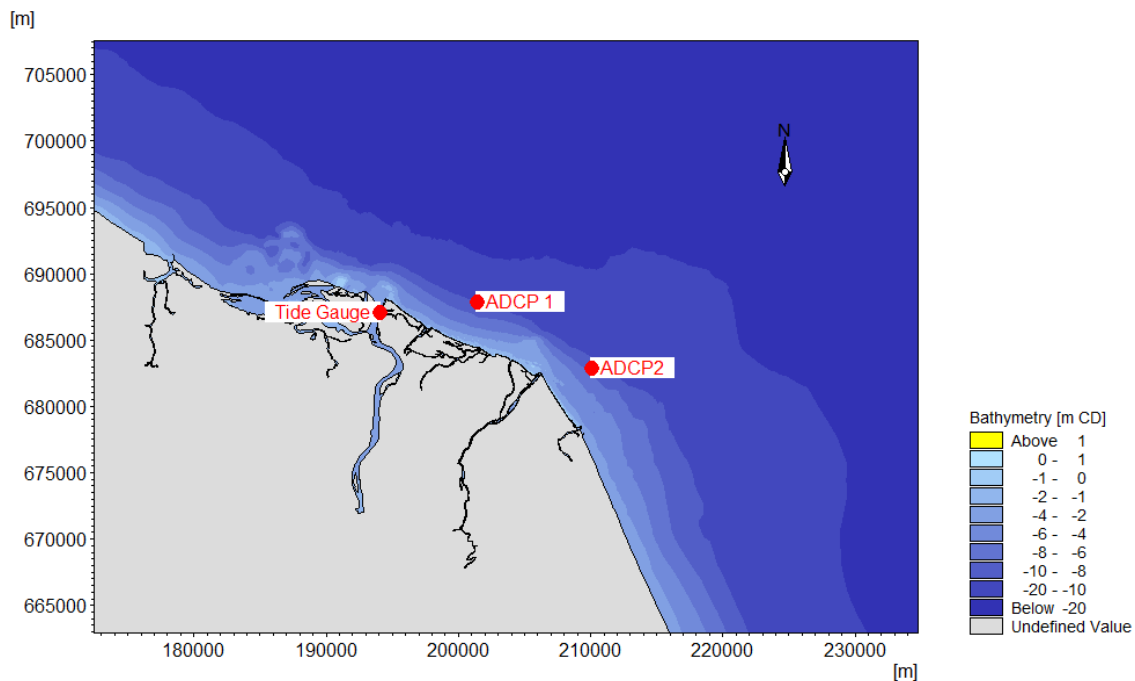 [m]
705000
700000
695000
690000
685000
680000
675000
670000
665000
N
ADCP 1
Tide Gauge
ADCP2
180000
190000
200000
210000
220000
230000
[m]
Bathymetry [m CD]
Above 1
0 - 1
-1 - 0
-2 - -1
-4 - -2
-6 - -4
-8 - -6
-10 - -8
-20 - -10
Below -20
Undefined Value